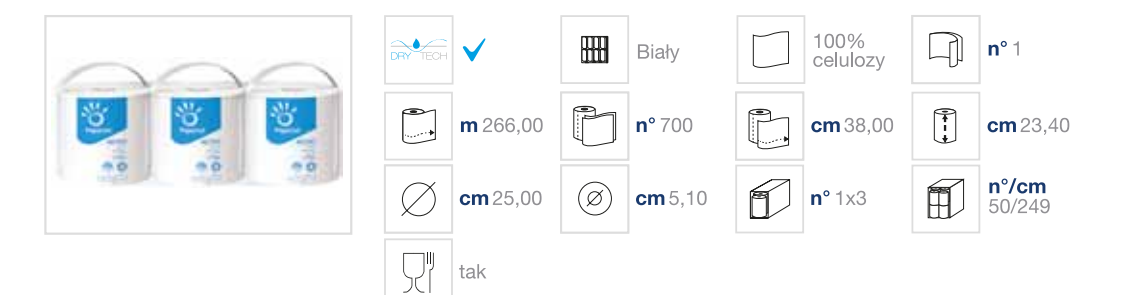 DRY TECH
Biały
100%
celulozy
n° 1
m 266,00
n° 700
cm 38,00
cm 23,40
cm 25,00
cm 5,10
n° 1x3
n°/cm
50/249
tak